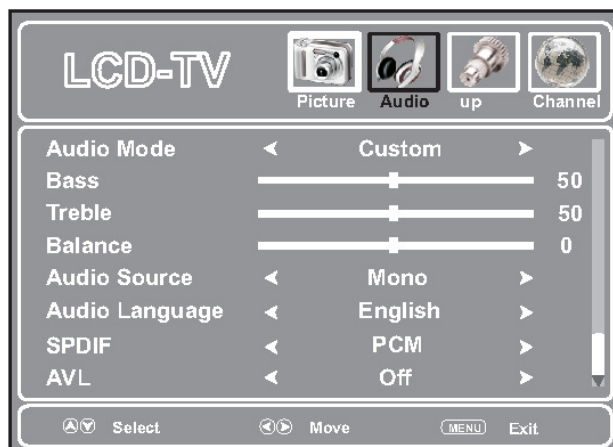 LCD-TV
Picture Audio up Channel
Audio Mode Custom
Bass 50
Treble 50
Balance 0
Audio Source Mono
Audio Language English
SPDIF PCM
AVL Off
Select Move MENU Exit